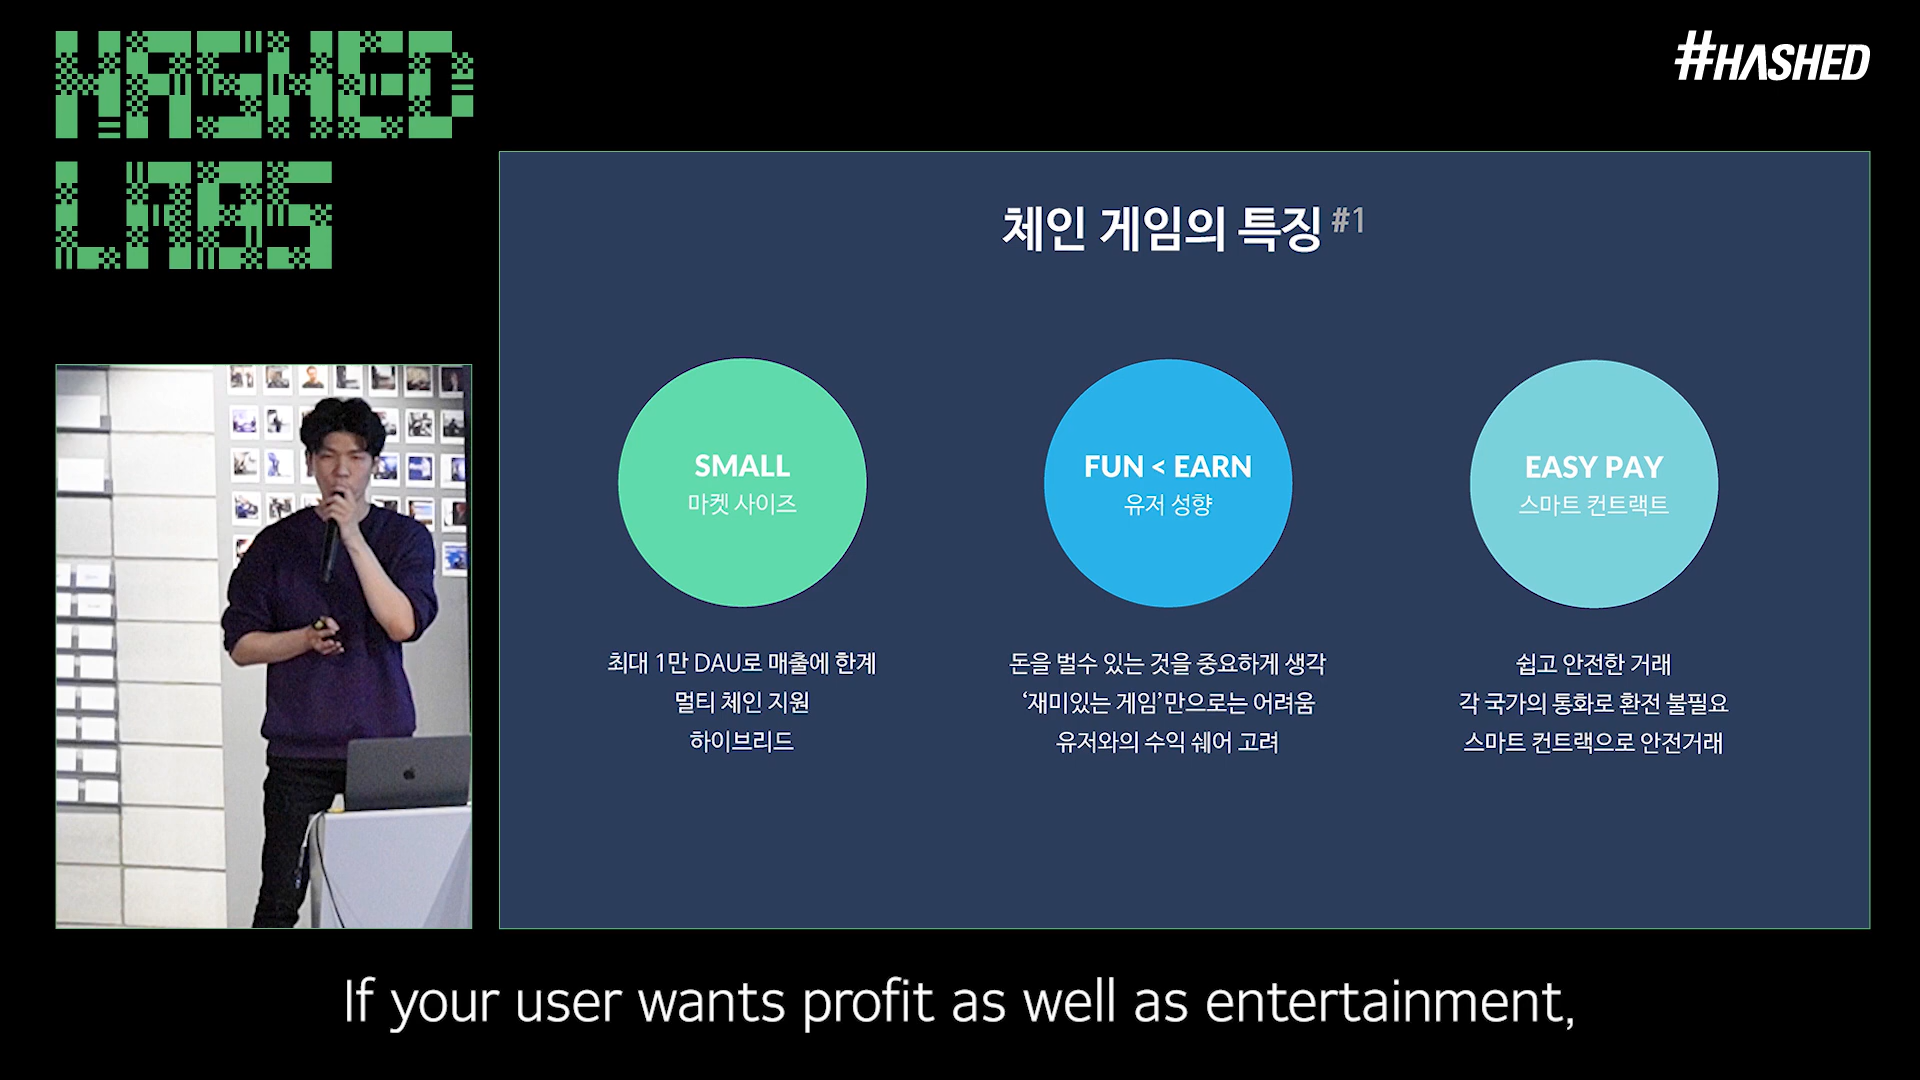 HASHED
LABS
#HASHED
체인 게임의 특징 #1
SMALL
마켓 사이즈
최대 1만 DAU로 매출에 한계
멀티 체인 지원
하이브리드
FUN < EARN
유저 성향
돈을 벌수 있는 것을 중요하게 생각
‘재미있는 게임’만으로는 어려움
유저와의 수익 쉐어 고려
EASY PAY
스마트 컨트랙트
쉽고 안전한 거래
각 국가의 통화로 환전 불필요
스마트 컨트랙으로 안전거래
If your user wants profit as well as entertainment,